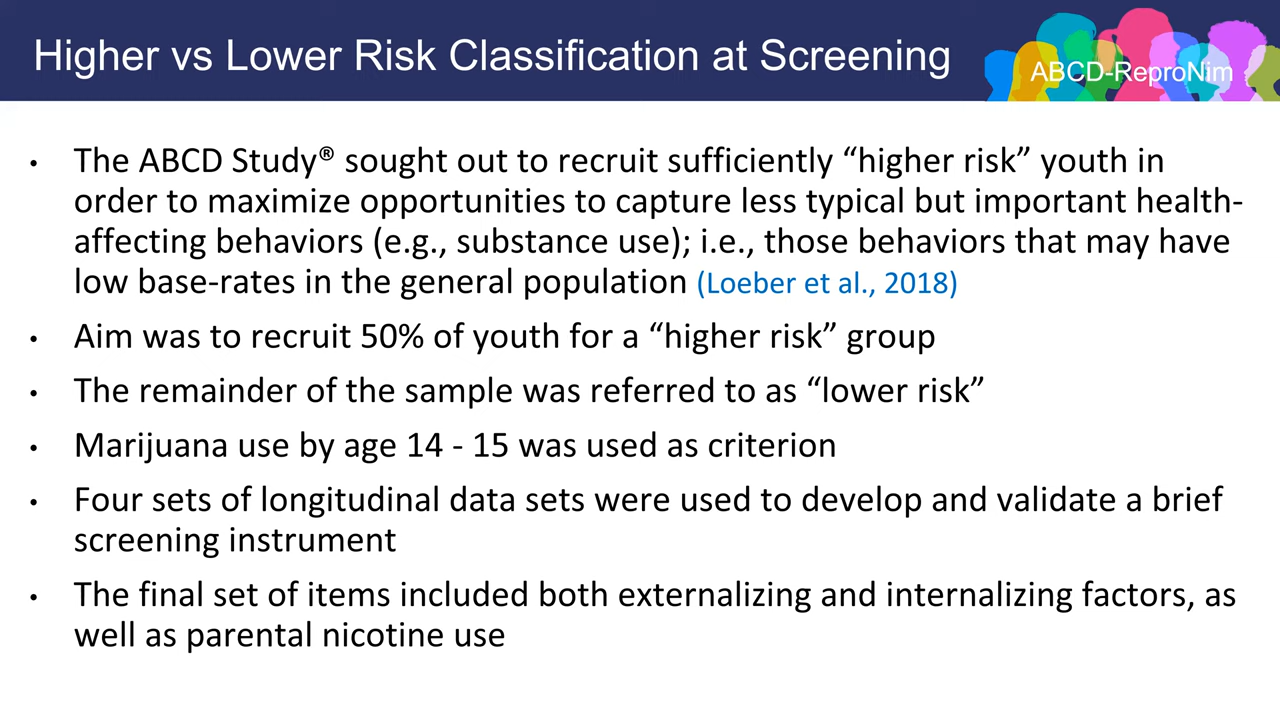 Higher vs Lower Risk Classification at Screening
ABCD-ReproNim
• The ABCD Study® sought out to recruit sufficiently “higher risk” youth in
order to maximize opportunities to capture less typical but important health-
affecting behaviors (e.g., substance use); i.e., those behaviors that may have
low base-rates in the general population (Loeber et al., 2018)
• Aim was to recruit 50% of youth for a “higher risk” group
• The remainder of the sample was referred to as “lower risk”
• Marijuana use by age 14 - 15 was used as criterion
• Four sets of longitudinal data sets were used to develop and validate a brief
screening instrument
• The final set of items included both externalizing and internalizing factors, as
well as parental nicotine use